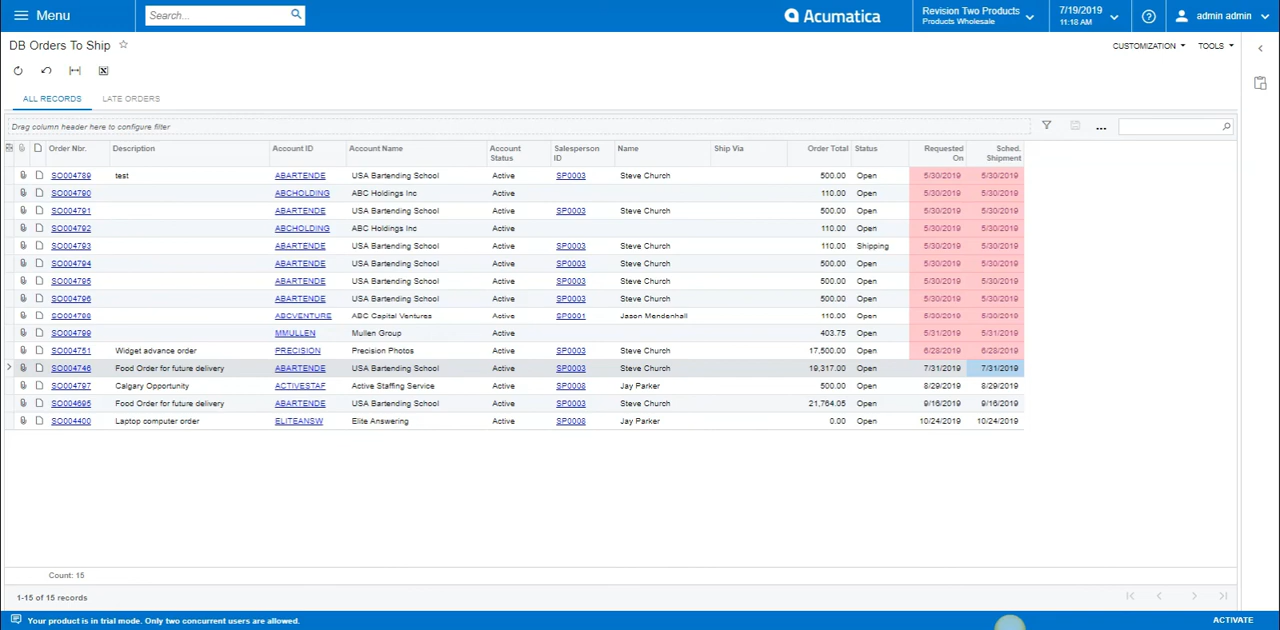 Menu
Search...
Acumatica
Revision Two Products
Products Wholesale
7/19/2019
11:18 AM
admin admin
DB Orders To Ship
CUSTOMIZATION
TOOLS
ALL RECORDS LATE ORDERS
Drag column header here to configure filter
Order Nbr. Description Account ID Account Name Account Status Salesperson ID Name Ship Via Order Total Status Requested On Sched. Shipment
SO004789 test ABARTENDE USA Bartending School Active SP0003 Steve Church 500.00 Open 5/30/2019 5/30/2019
SO004790 ABCHOLDING ABC Holdings Inc Active 110.00 Open 5/30/2019 5/30/2019
SO004791 ABARTENDE USA Bartending School Active SP0003 Steve Church 500.00 Open 5/30/2019 5/30/2019
SO004792 ABCHOLDING ABC Holdings Inc Active 110.00 Open 5/30/2019 5/30/2019
SO004793 ABARTENDE USA Bartending School Active SP0003 Steve Church 110.00 Shipping 5/30/2019 5/30/2019
SO004794 ABARTENDE USA Bartending School Active SP0003 Steve Church 500.00 Open 5/30/2019 5/30/2019
SO004795 ABARTENDE USA Bartending School Active SP0003 Steve Church 500.00 Open 5/30/2019 5/30/2019
SO004796 ABARTENDE USA Bartending School Active SP0003 Steve Church 500.00 Open 5/30/2019 5/30/2019
ABCVENTURE ABC Capital Ventures Active SP0001 Jason Mendenhall 110.00 Open 5/30/2019 5/30/2019
SO004799 MMULLEN Mullen Group Active 403.75 Open 5/31/2019 5/31/2019
SO004751 Widget advance order PRECISION Precision Photos Active SP0003 Steve Church 17,500.00 Open 6/28/2019 6/28/2019
SO004746 Food Order for future delivery ABARTENDE USA Bartending School Active SP0003 Steve Church 19,317.00 Open 7/31/2019 7/31/2019
SO004797 Calgary Opportunity ACTIVESTAF Active Staffing Service Active SP0008 Jay Parker 500.00 Open 8/29/2019 8/29/2019
SO004695 Food Order for future delivery ABARTENDE USA Bartending School Active SP0003 Steve Church 21,764.05 Open 9/16/2019 9/16/2019
SO004400 Laptop computer order ELITEANSW Elite Answering Active SP0008 Jay Parker 0.00 Open 10/24/2019 10/24/2019
Count: 15
1-15 of 15 records
Your product is in trial mode. Only two concurrent users are allowed.
ACTIVATE